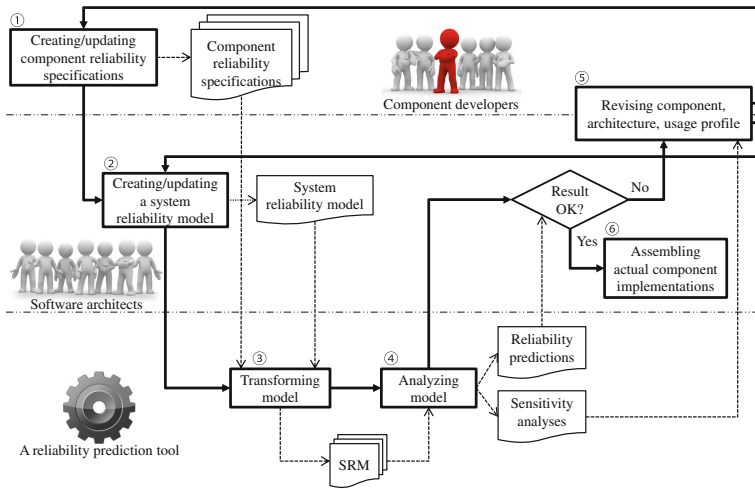 ①
Creating/updating
component reliability
specifications
Component
reliability
specifications
Component developers
⑤
Revising component,
architecture, usage profile
②
Creating/updating
a system
reliability model
System
reliability model
Result
OK?
No
Yes
⑥
Assembling
actual component
implementations
Software architects
③
Transforming
model
④
Analyzing
model
Reliability
predictions
Sensitivity
analyses
SRM
A reliability prediction tool